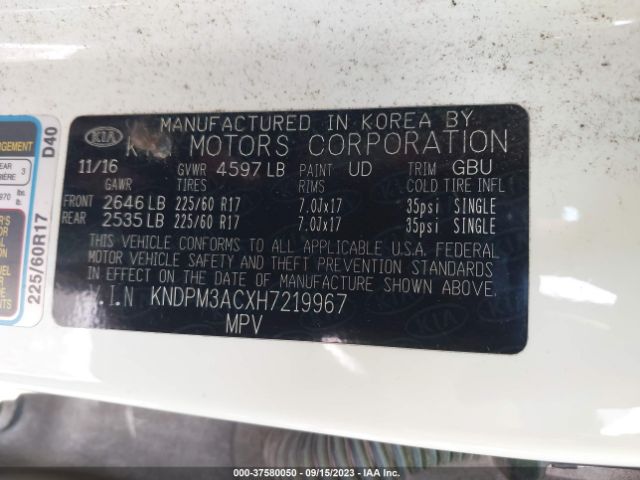 MANUFACTURED IN KOREA BY
KIA K MOTORS CORPORATION
11/16 GVWR 4597 LB PAINT UD TRIM GBU
GAWR TIRES RIMS COLD TIRE INFL
FRONT 2646 LB 225/60 R17 7.0Jx17 35psi SINGLE
REAR 2535 LB 225/60 R17 7.0Jx17 35psi SINGLE
THIS VEHICLE CONFORMS TO ALL APPLICABLE U.S.A. FEDERAL
MOTOR VEHICLE SAFETY AND THEFT PREVENTION STANDARDS
IN EFFECT ON THE DATE OF MANUFACTURE SHOWN ABOVE.
V.I.N KNDPM3ACXH7219967
MPV
D40
225/60R17
000-37580050 - 09/15/2023 - IAA Inc.